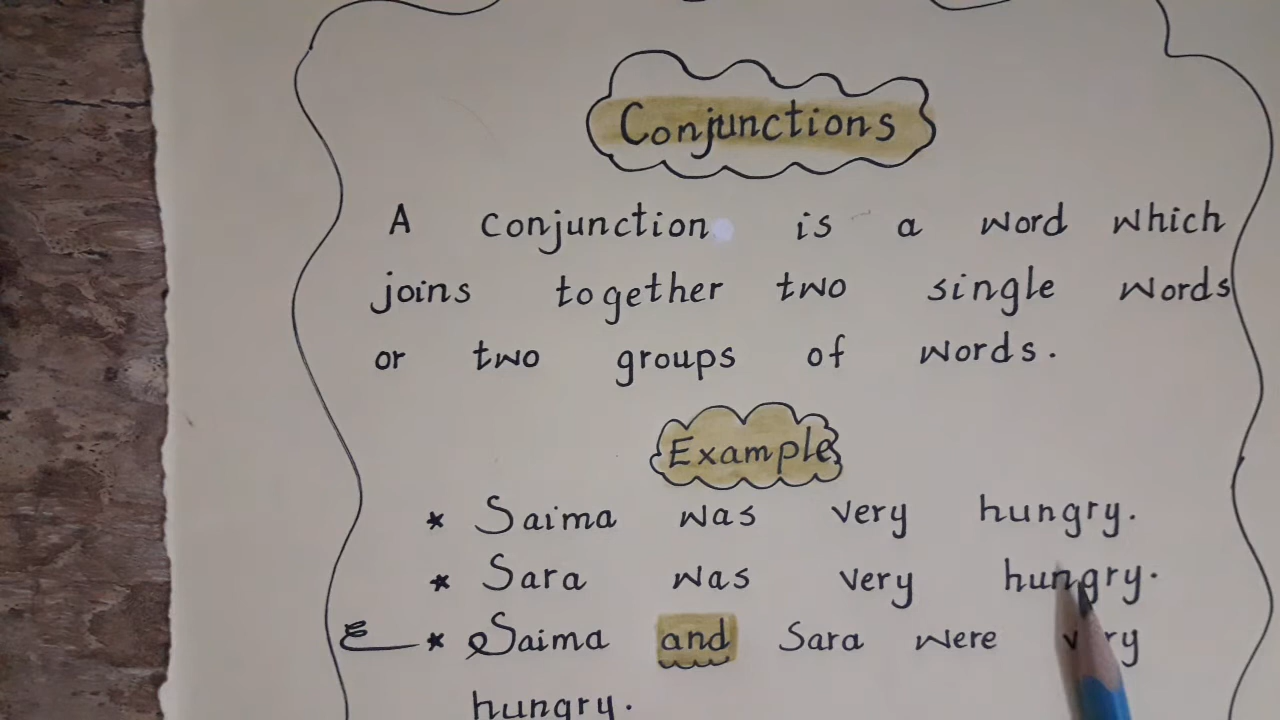 Conjunctions
A conjunction is a word which
joins together two single words
or two groups of words.
Example
* Saima was very hungry.
* Sara was very hungry.
* Saima and Sara were very
hungry.